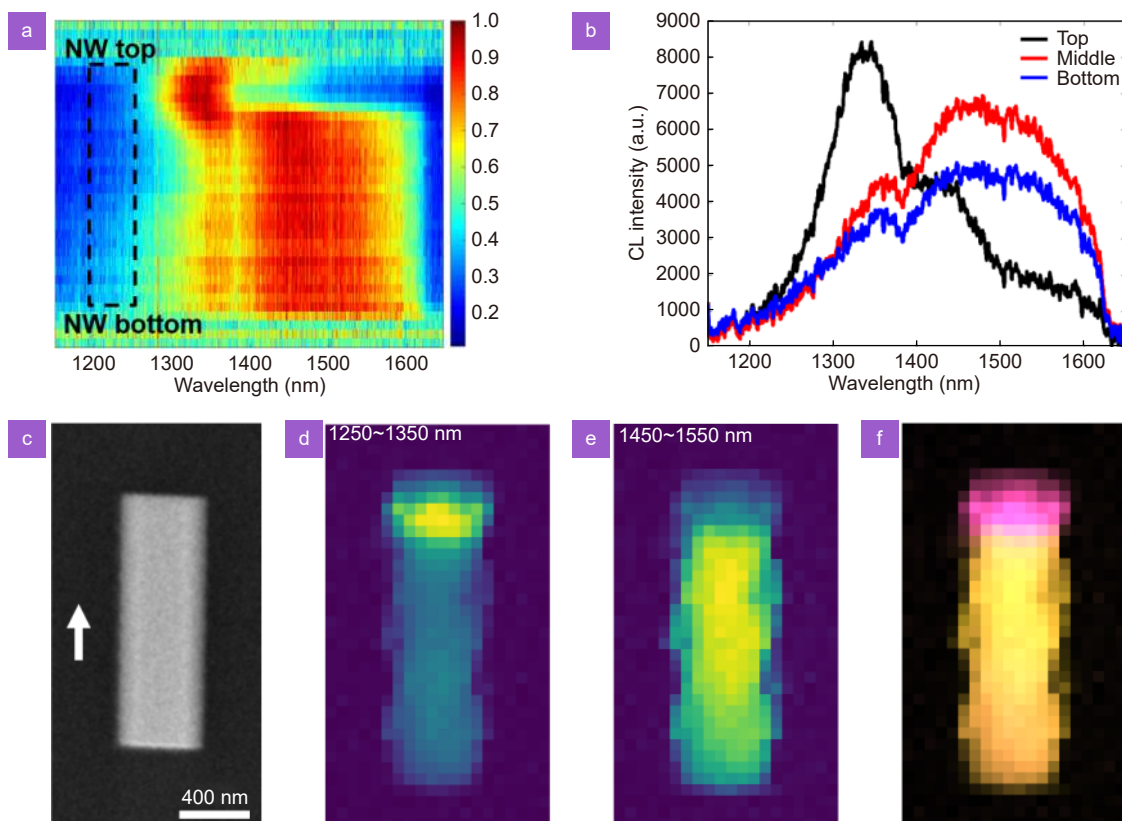 a
NW top
NW bottom
1.0
0.9
0.8
0.7
0.6
0.5
0.4
0.3
0.2
1200 1300 1400 1500 1600
Wavelength (nm)
b
9000
8000
7000
6000
5000
4000
3000
2000
1000
0
CL intensity (a.u.)
Top
Middle
Bottom
1200 1300 1400 1500 1600
Wavelength (nm)
c
400 nm
d
1250~1350 nm
e
1450~1550 nm
f